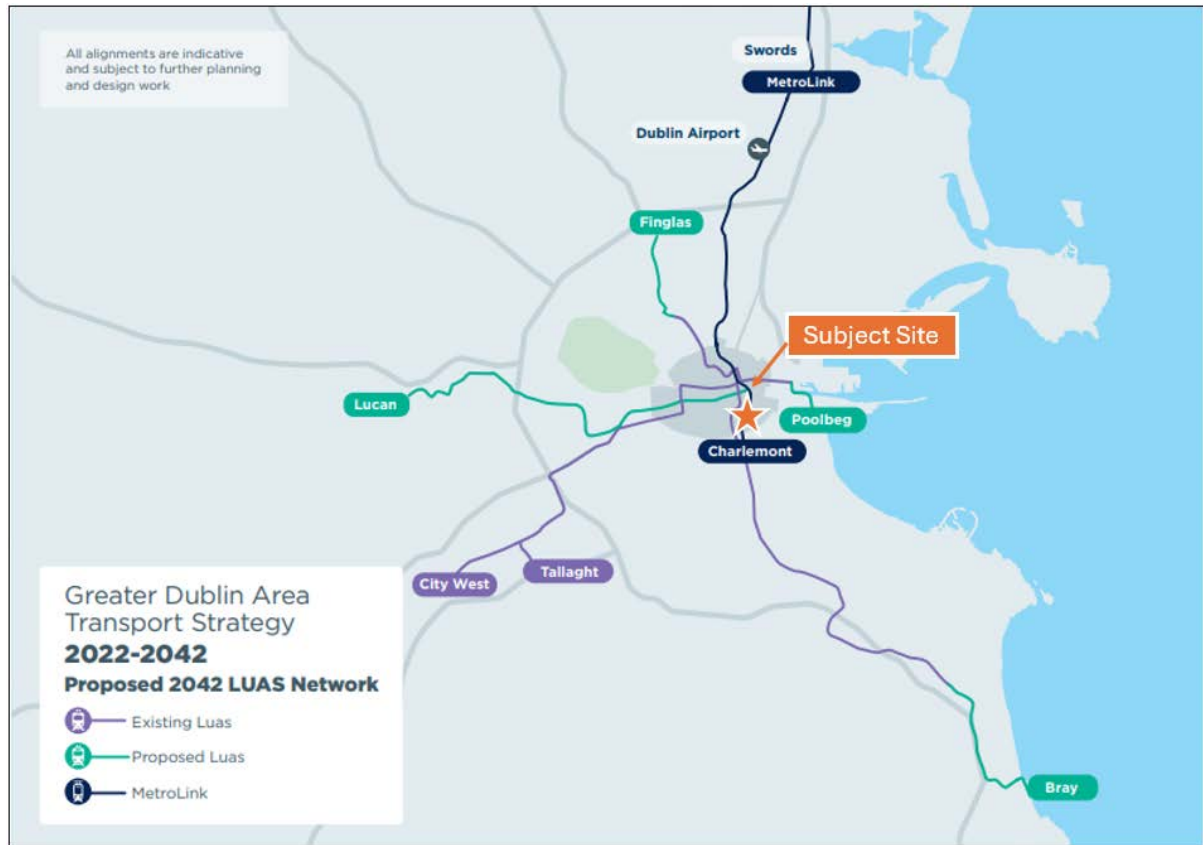 All alignments are indicative
and subject to further planning
and design work
Swords
MetroLink
Dublin Airport
Finglas
Subject Site
Lucan
Poolbeg
Charlemont
City West
Tallaght
Bray
Greater Dublin Area
Transport Strategy
2022-2042
Proposed 2042 LUAS Network
Existing Luas
Proposed Luas
MetroLink